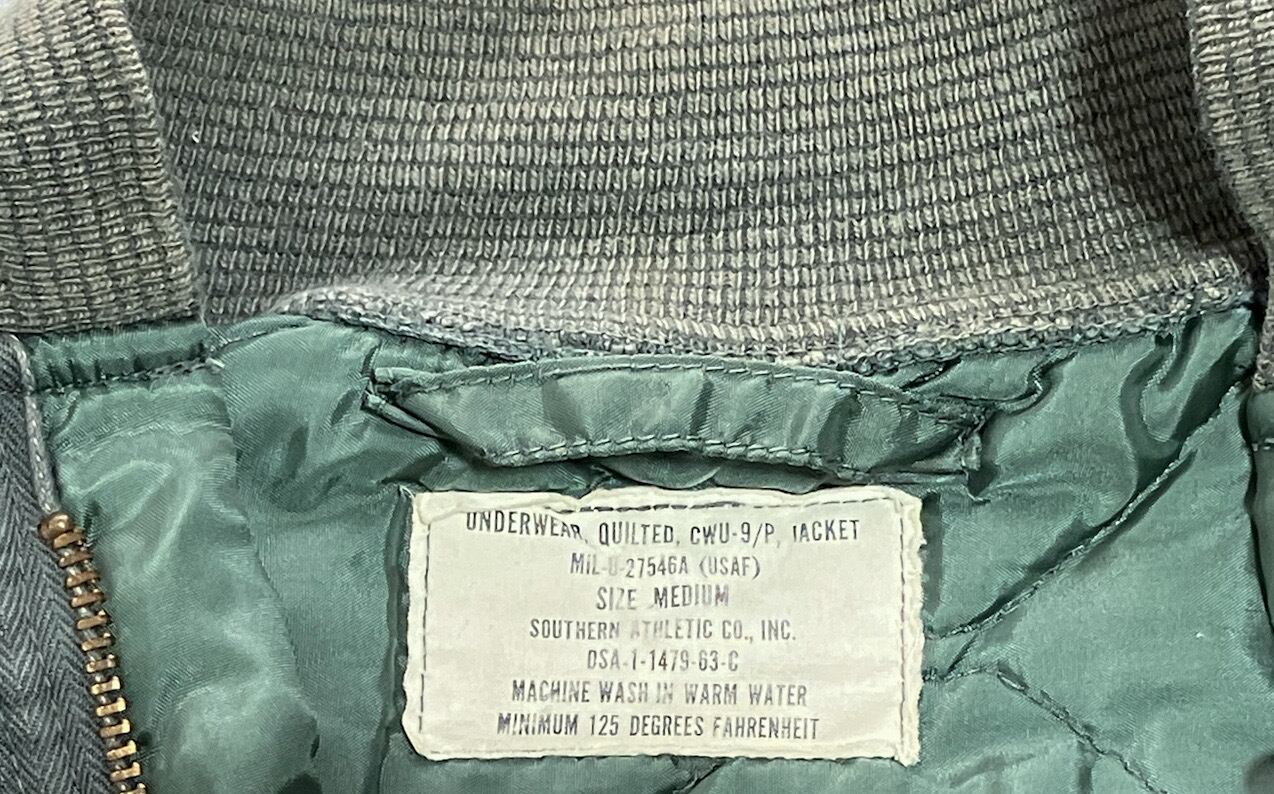 UNDERWEAR, QUILTED, CWU-9/P, JACKET
MIL-U-27546A (USAF)
SIZE MEDIUM
SOUTHERN ATHLETIC CO., INC.
DSA-1-1479-63-C
MACHINE WASH IN WARM WATER
MINIMUM 125 DEGREES FAHRENHEIT